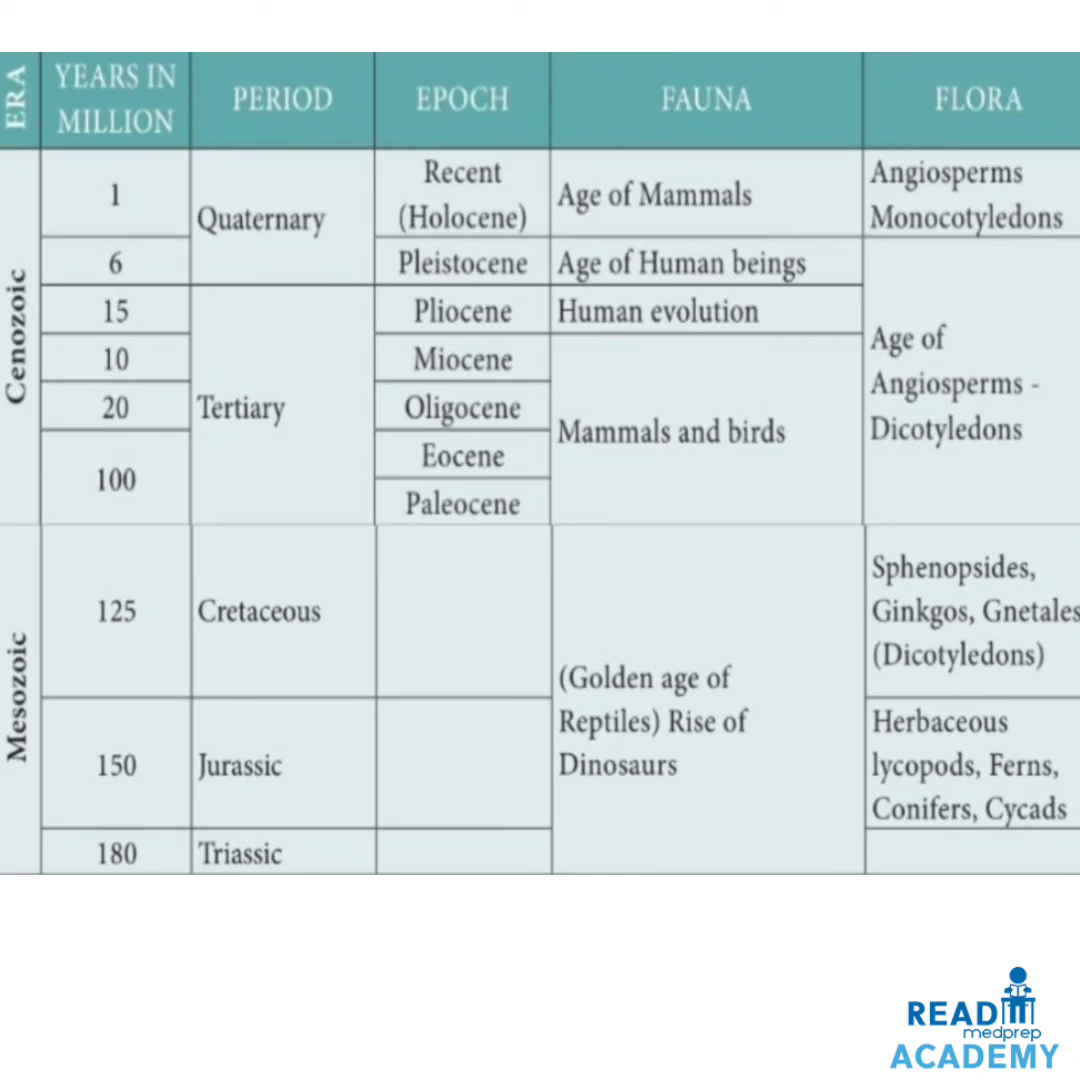 ERA
YEARS IN
MILLION
PERIOD
EPOCH
FAUNA
FLORA
Cenozoic
1
Quaternary
Recent
(Holocene)
Age of Mammals
Angiosperms
Monocotyledons
6
Pleistocene
Age of Human beings
Age of
Angiosperms -
Dicotyledons
15
Tertiary
Pliocene
Human evolution
10
Miocene
Mammals and birds
20
Oligocene
100
Eocene
Paleocene
Mesozoic
125
Cretaceous
(Golden age of
Reptiles) Rise of
Dinosaurs
Sphenopsides,
Ginkgos, Gnetales
(Dicotyledons)
150
Jurassic
Herbaceous
lycopods, Ferns,
Conifers, Cycads
180
Triassic
READ
medprep
ACADEMY